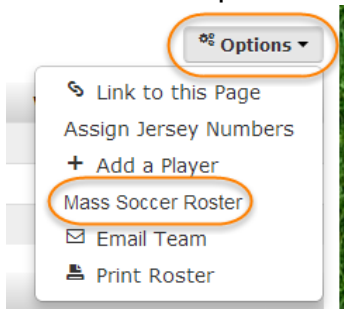 Options
Link to this Page
Assign Jersey Numbers
Add a Player
Mass Soccer Roster
Email Team
Print Roster